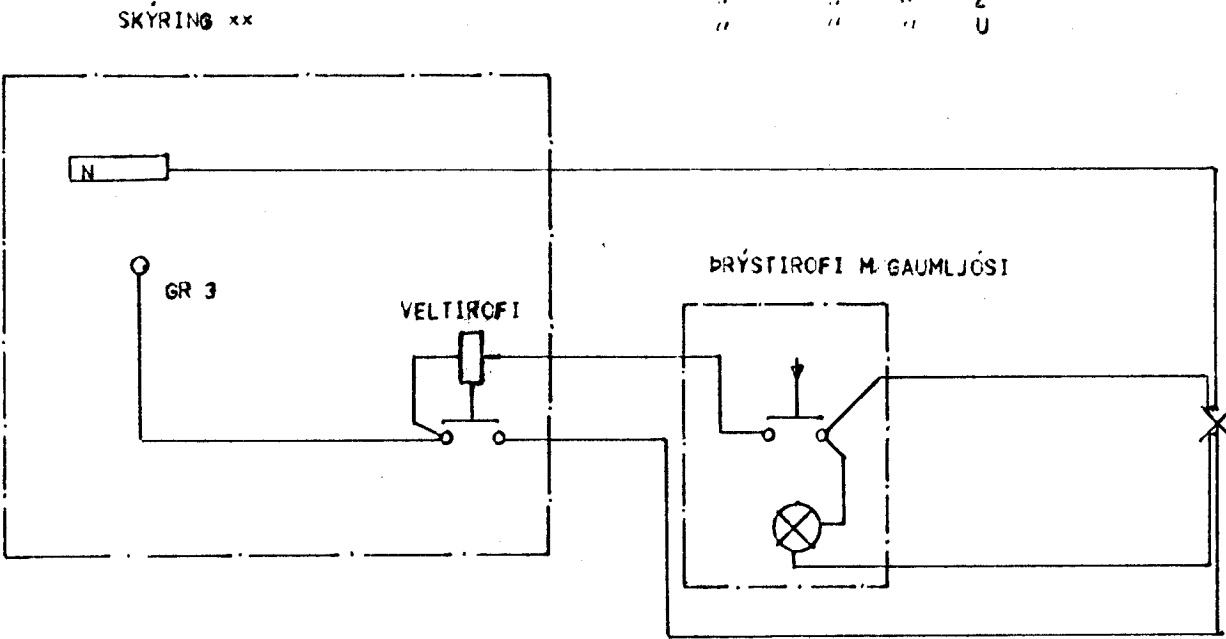 " " " 
SKÝRING ××
" " " U
N
ÞRÝSTIROFI M. GAUMLJÓSI
GR 3
VELTIROFI